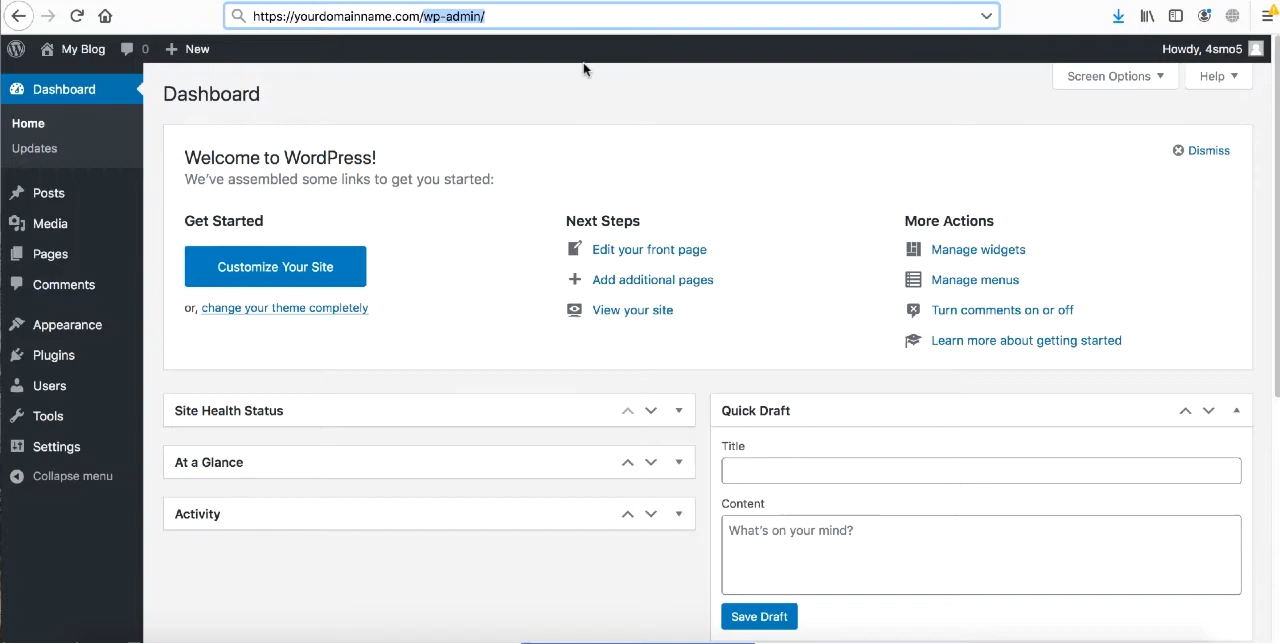 https://yourdomainname.com/wp-admin/
My Blog 0 New Howdy, 4smo5
Screen Options Help
Dashboard
Home
Updates
Posts
Media
Pages
Comments
Appearance
Plugins
Users
Tools
Settings
Collapse menu
Dashboard
Welcome to WordPress!
We've assembled some links to get you started:
Dismiss
Get Started
Customize Your Site
or, change your theme completely
Next Steps
Edit your front page
Add additional pages
View your site
More Actions
Manage widgets
Manage menus
Turn comments on or off
Learn more about getting started
Site Health Status
At a Glance
Activity
Quick Draft
Title
Content
What's on your mind?
Save Draft